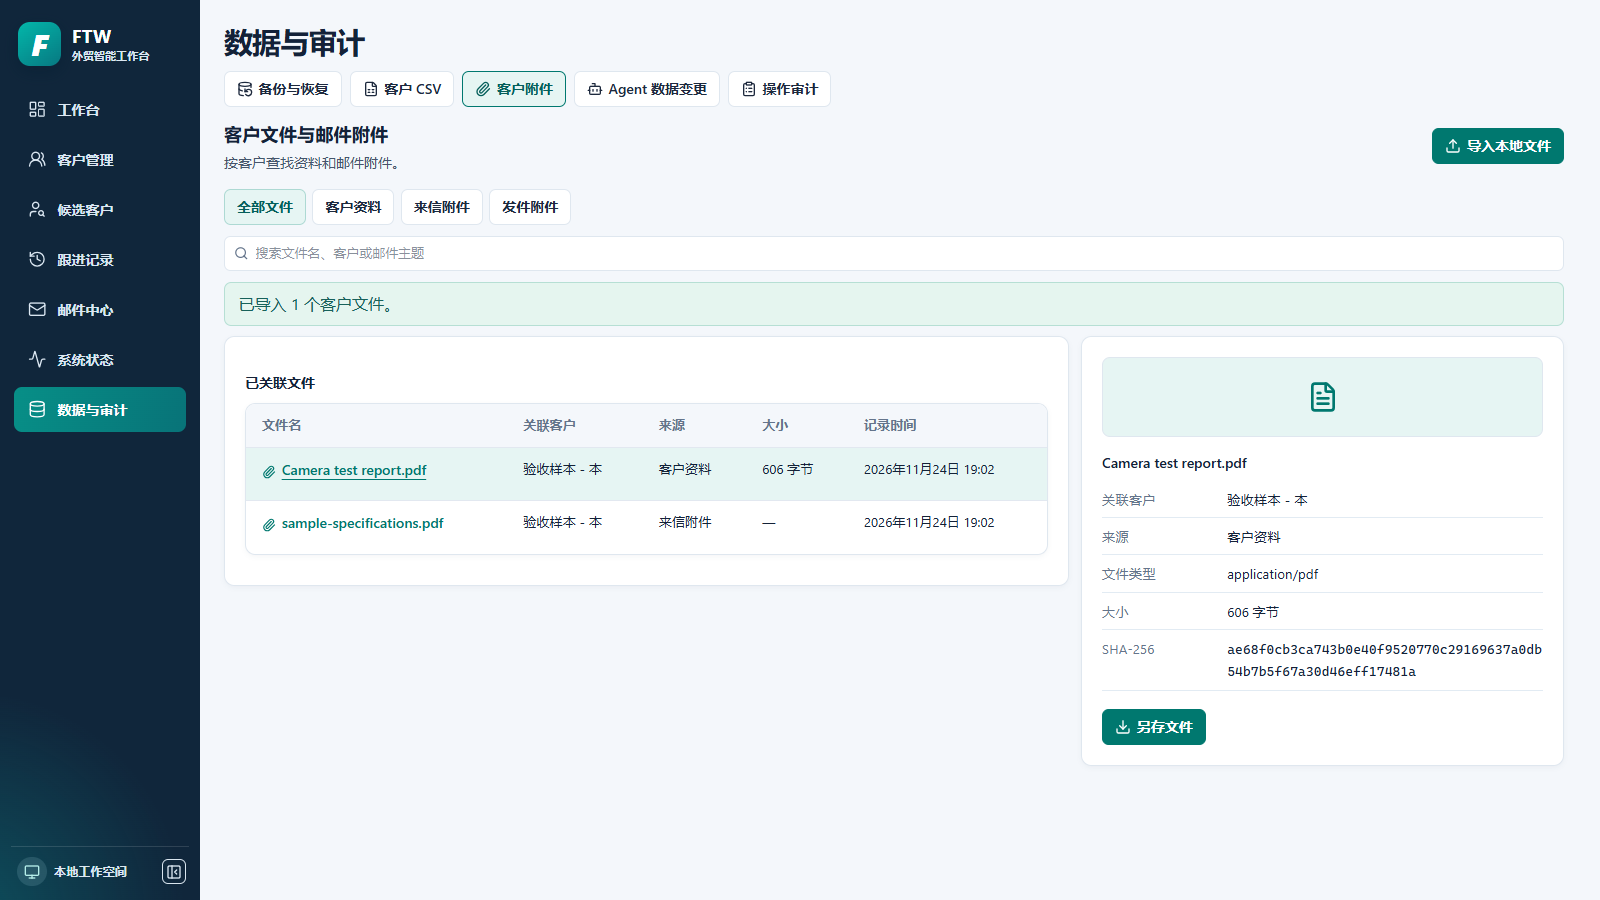 F
FTW
外贸智能工作台
工作台
客户管理
候选客户
跟进记录
邮件中心
系统状态
数据与审计
本地工作空间
数据与审计
备份与恢复
客户 CSV
客户附件
Agent 数据变更
操作审计
客户文件与邮件附件
按客户查找资料和邮件附件。
导入本地文件
全部文件
客户资料
来信附件
发件附件
搜索文件名、客户或邮件主题
已导入 1 个客户文件。
已关联文件
文件名 关联客户 来源 大小 记录时间
Camera test report.pdf 验收样本 - 本 客户资料 606 字节 2026年11月24日 19:02
sample-specifications.pdf 验收样本 - 本 来信附件 — 2026年11月24日 19:02
Camera test report.pdf
关联客户 验收样本 - 本
来源 客户资料
文件类型 application/pdf
大小 606 字节
SHA-256 ae68f0cb3ca743b0e40f9520770c29169637a0db
54b7b5f67a30d46eff17481a
另存文件